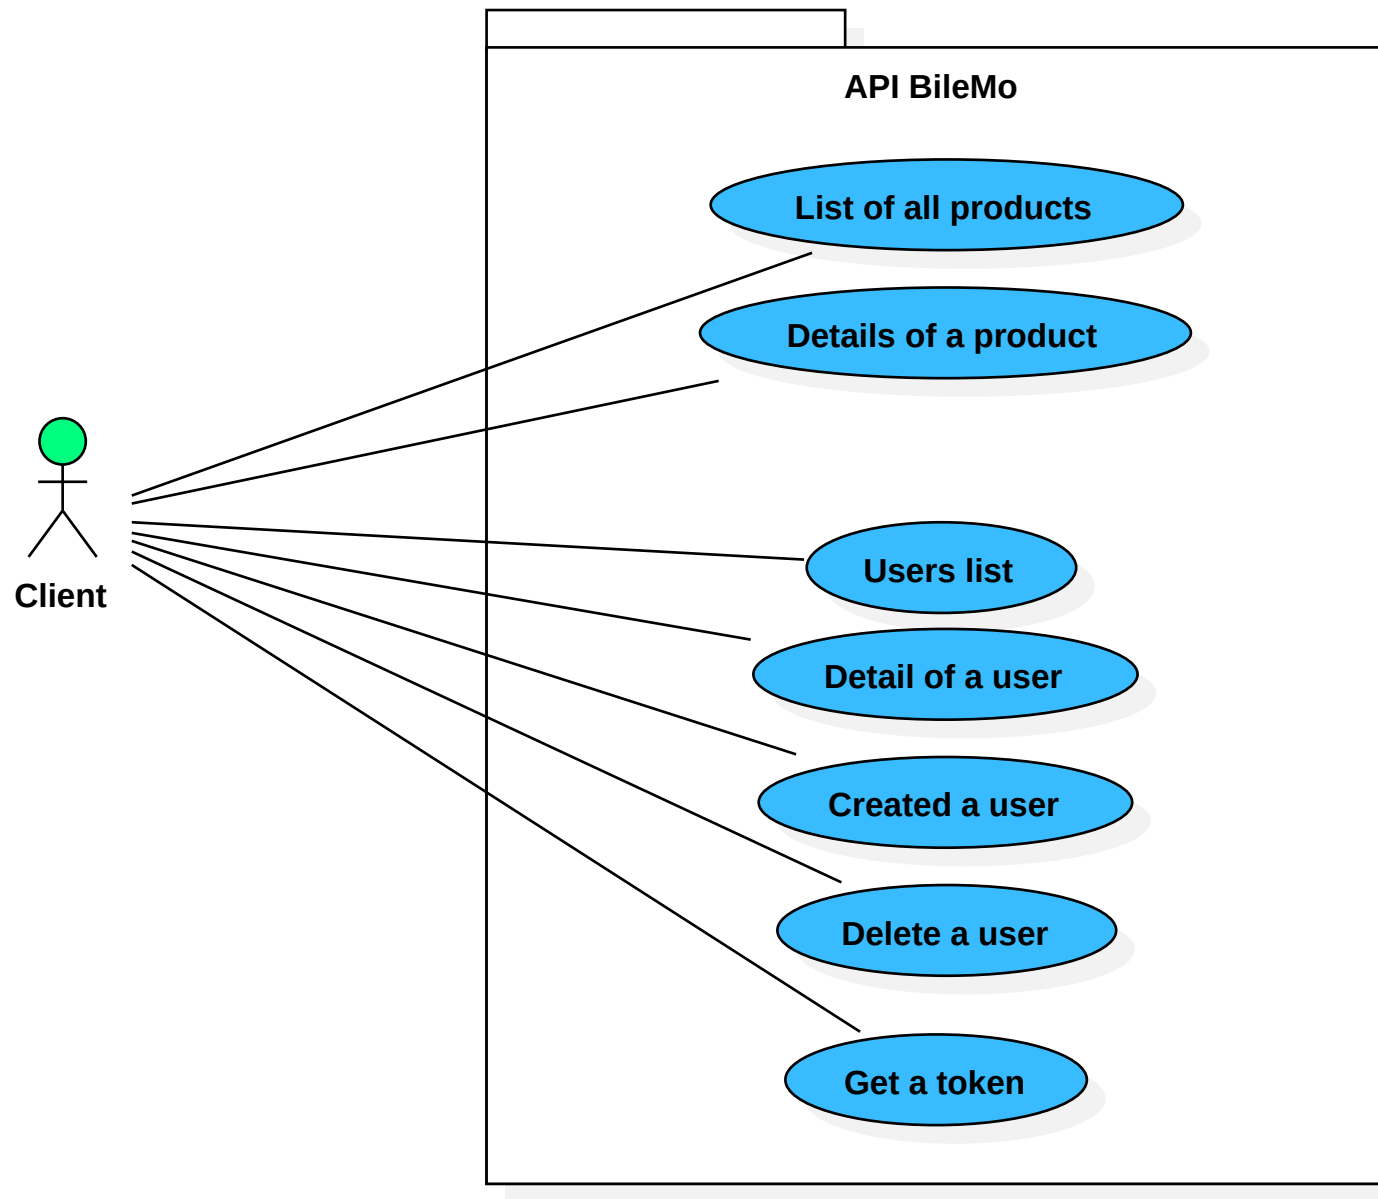 API BileMo
List of all products
Details of a product
Users list
Client
Detail of a user
Created a user
Delete a user
Get a token